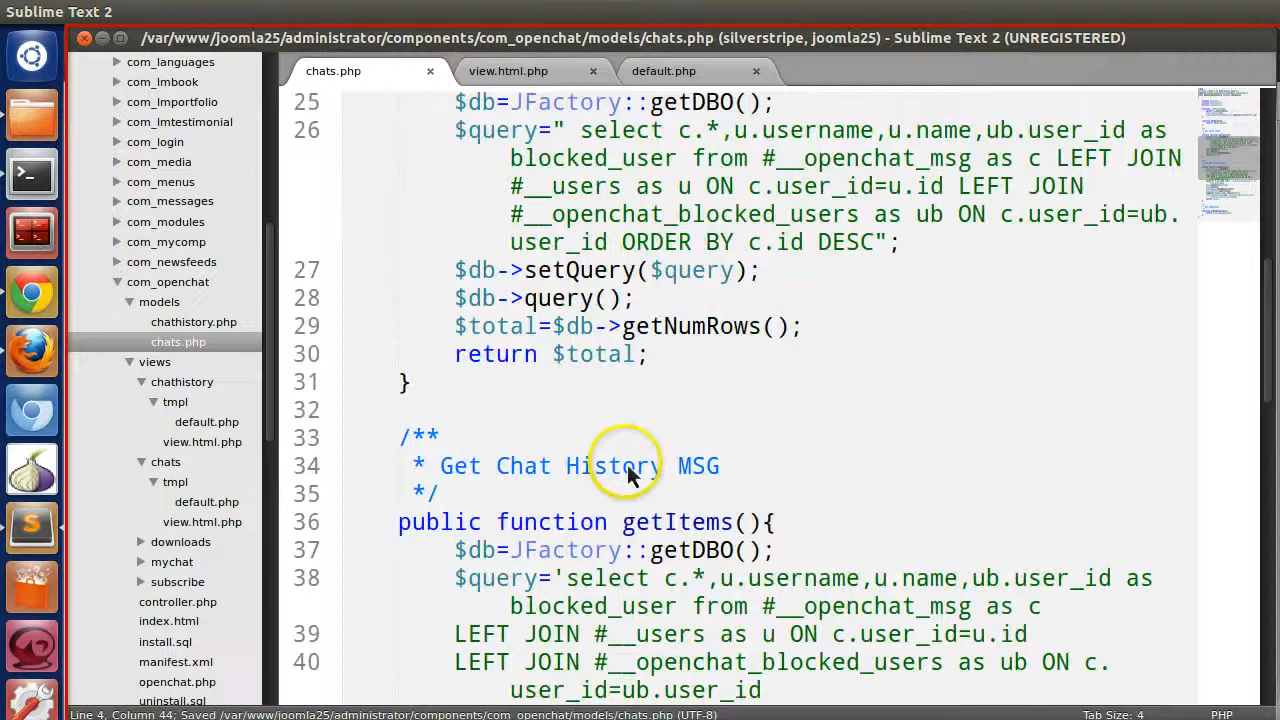 Sublime Text 2
/var/www/joomla25/administrator/components/com_openchat/models/chats.php (silverstripe, joomla25) - Sublime Text 2 (UNREGISTERED)
com_languages
com_lmbook
com_lmportfolio
com_lmtestimonial
com_login
com_media
com_menus
com_messages
com_modules
com_mycomp
com_newsfeeds
com_openchat
models
chathistory.php
chats.php
views
chathistory
tmpl
default.php
view.html.php
chats
tmpl
default.php
view.html.php
downloads
mychat
subscribe
controller.php
index.html
install.sql
manifest.xml
openchat.php
uninstall.sql
chats.php × view.html.php × default.php ×
25 $db=JFactory::getDBO();
26 $query=" select c.*,u.username,u.name,ub.user_id as
blocked_user from #__openchat_msg as c LEFT JOIN
#__users as u ON c.user_id=u.id LEFT JOIN
#__openchat_blocked_users as ub ON c.user_id=ub.
user_id ORDER BY c.id DESC";
27 $db->setQuery($query);
28 $db->query();
29 $total=$db->getNumRows();
30 return $total;
31 }
32
33 /**
34 * Get Chat History MSG
35 */
36 public function getItems(){
37 $db=JFactory::getDBO();
38 $query='select c.*,u.username,u.name,ub.user_id as
blocked_user from #__openchat_msg as c
39 LEFT JOIN #__users as u ON c.user_id=u.id
40 LEFT JOIN #__openchat_blocked_users as ub ON c.
user_id=ub.user_id
Line 4, Column 44; Saved /var/www/joomla25/administrator/components/com_openchat/models/chats.php (UTF-8)
Tab Size: 4
PHP